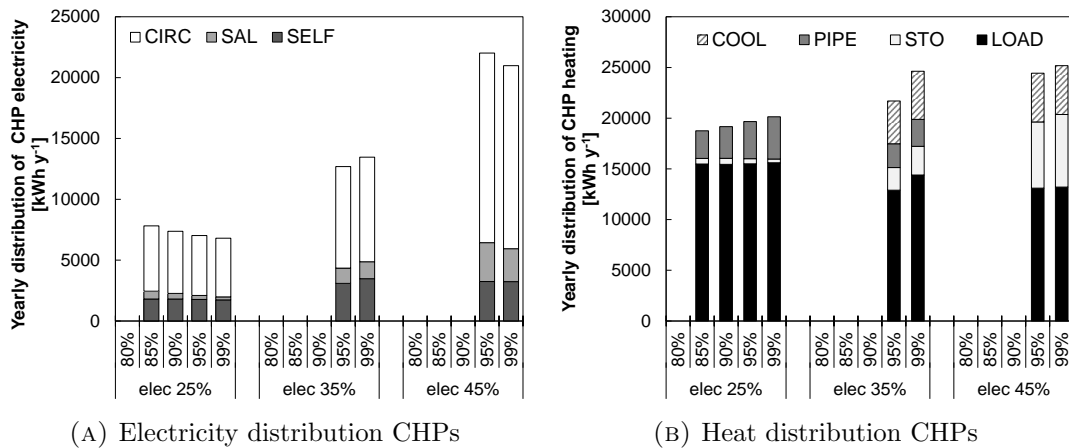 Yearly distribution of CHP electricity
[kWh y-1]
25000
20000
15000
10000
5000
0
CIRC SAL SELF
80% 85% 90% 95% 99% 80% 85% 90% 95% 99% 80% 85% 90% 95% 99%
elec 25% elec 35% elec 45%
(A) Electricity distribution CHPs
Yearly distribution of CHP heating
[kWh y-1]
30000
25000
20000
15000
10000
5000
0
COOL PIPE STO LOAD
80% 85% 90% 95% 99% 80% 85% 90% 95% 99% 80% 85% 90% 95% 99%
elec 25% elec 35% elec 45%
(B) Heat distribution CHPs